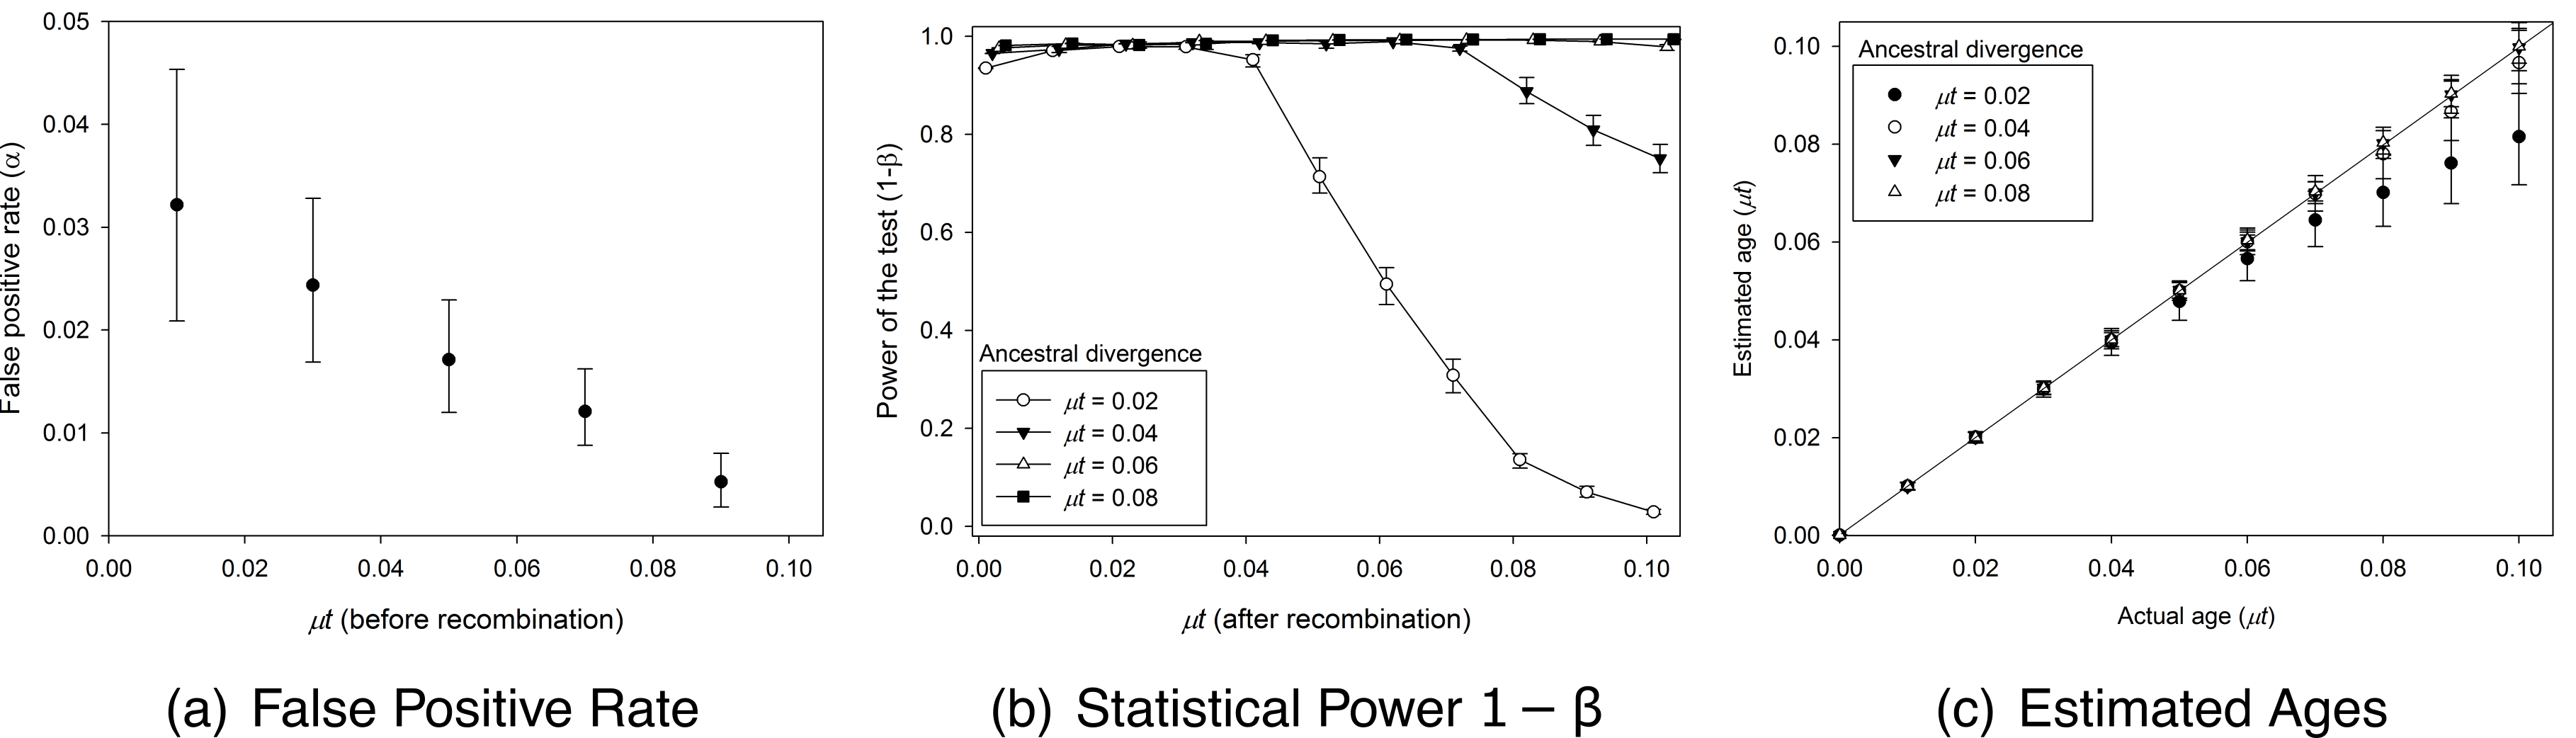 0.05
0.04
0.03
0.02
0.01
0.00
False positive rate (α)
0.00 0.02 0.04 0.06 0.08 0.10
μt (before recombination)
(a) False Positive Rate
1.0
0.8
0.6
0.4
0.2
0.0
Power of the test (1-β)
Ancestral divergence
μt = 0.02
μt = 0.04
μt = 0.06
μt = 0.08
0.00 0.02 0.04 0.06 0.08 0.10
μt (after recombination)
(b) Statistical Power 1 − β
0.10
0.08
0.06
0.04
0.02
0.00
Estimated age (μt)
Ancestral divergence
μt = 0.02
μt = 0.04
μt = 0.06
μt = 0.08
0.00 0.02 0.04 0.06 0.08 0.10
Actual age (μt)
(c) Estimated Ages